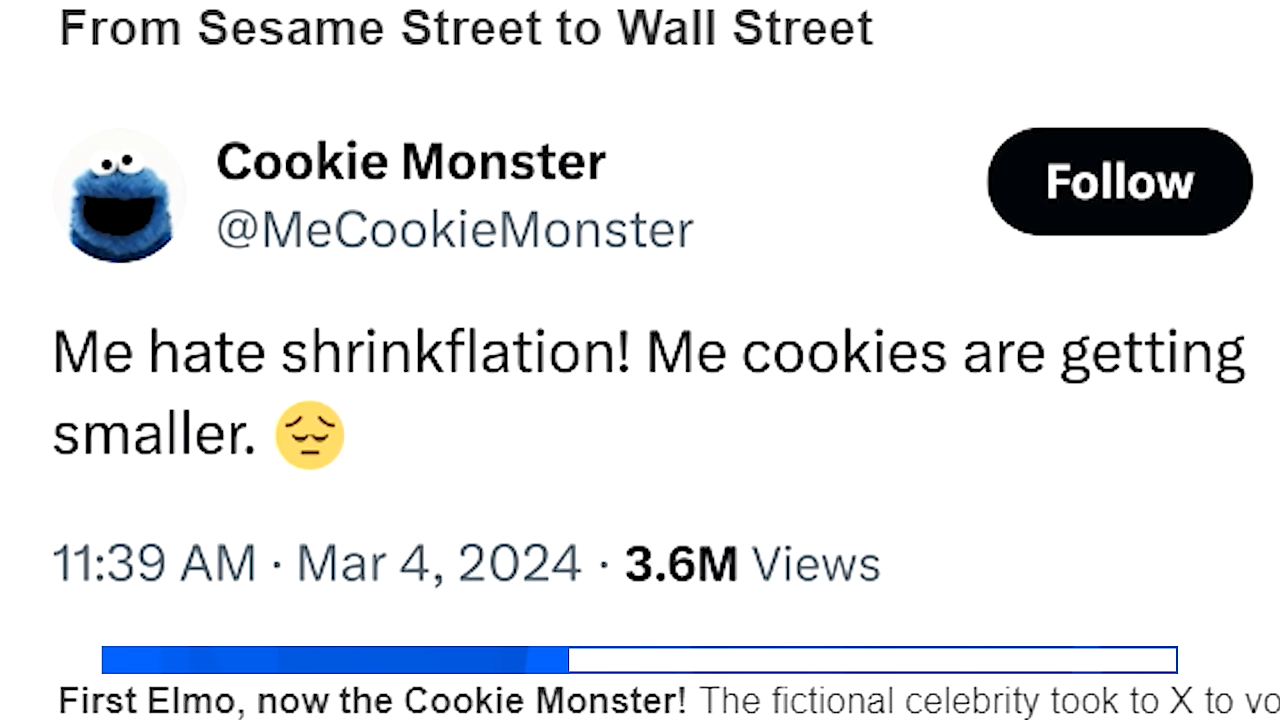 From Sesame Street to Wall Street
Cookie Monster
@MeCookieMonster
Follow
Me hate shrinkflation! Me cookies are getting
smaller. 😔
11:39 AM · Mar 4, 2024 · 3.6M Views
First Elmo, now the Cookie Monster! The fictional celebrity took to X to